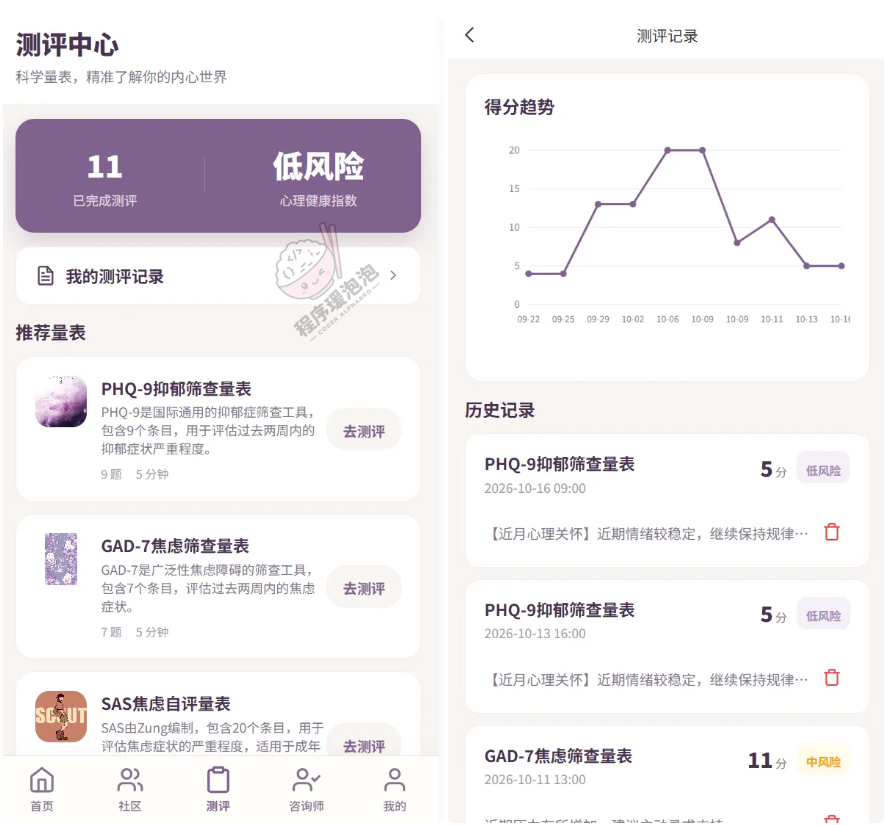 测评中心
科学量表，精准了解你的内心世界
11
已完成测评
低风险
心理健康指数
我的测评记录
程序瑗泡泡
CODER ALPHABRO
推荐量表
PHQ-9抑郁筛查量表
PHQ-9是国际通用的抑郁症筛查工具，
包含9个条目，用于评估过去两周内的
抑郁症状严重程度。
9题 5分钟
去测评
GAD-7焦虑筛查量表
GAD-7是广泛性焦虑障碍的筛查工具，
包含7个条目，评估过去两周内的焦虑
症状。
7题 5分钟
去测评
SCOUT
SAS焦虑自评量表
SAS由Zung编制，包含20个条目，用于
评估焦虑症状的严重程度，适用于成年
去测评
首页
社区
测评
咨询师
我的
测评记录
得分趋势
20
15
10
5
0
09-22 09-25 09-29 10-02 10-06 10-09 10-09 10-11 10-13 10-16
历史记录
PHQ-9抑郁筛查量表
5分
低风险
2026-10-16 09:00
【近月心理关怀】近期情绪较稳定，继续保持规律…
PHQ-9抑郁筛查量表
5分
低风险
2026-10-13 16:00
【近月心理关怀】近期情绪较稳定，继续保持规律…
GAD-7焦虑筛查量表
11分
中风险
2026-10-11 13:00